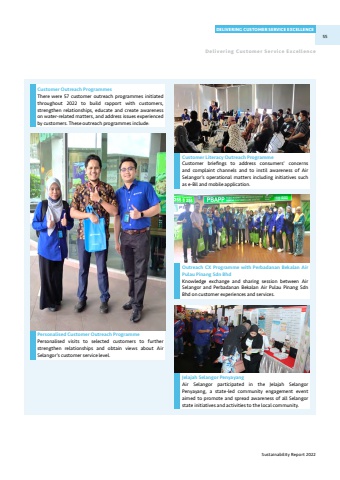 DELIVERING CUSTOMER SERVICE EXCELLENCE
55
Delivering Customer Service Excellence
Customer Outreach Programmes
There were 57 customer outreach programmes initiated
throughout 2022 to build rapport with customers,
strengthen relationships, educate and create awareness
on water-related matters, and address issues experienced
by customers. These outreach programmes include:
Personalised Customer Outreach Programme
Personalised visits to selected customers to further
strengthen relationships and obtain views about Air
Selangor's customer service level.
Customer Literacy Outreach Programme
Customer briefings to address consumers' concerns
and complaint channels and to instil awareness of Air
Selangor's operational matters including initiatives such
as e-Bil and mobile application.
PBAPP
Outreach CX Programme with Perbadanan Bekalan Air
Pulau Pinang Sdn Bhd
Knowledge exchange and sharing session between Air
Selangor and Perbadanan Bekalan Air Pulau Pinang Sdn
Bhd on customer experiences and services.
Jelajah Selangor Penyayang
Air Selangor participated in the Jelajah Selangor
Penyayang, a state-led community engagement event
aimed to promote and spread awareness of all Selangor
state initiatives and activities to the local community.
Sustainability Report 2022